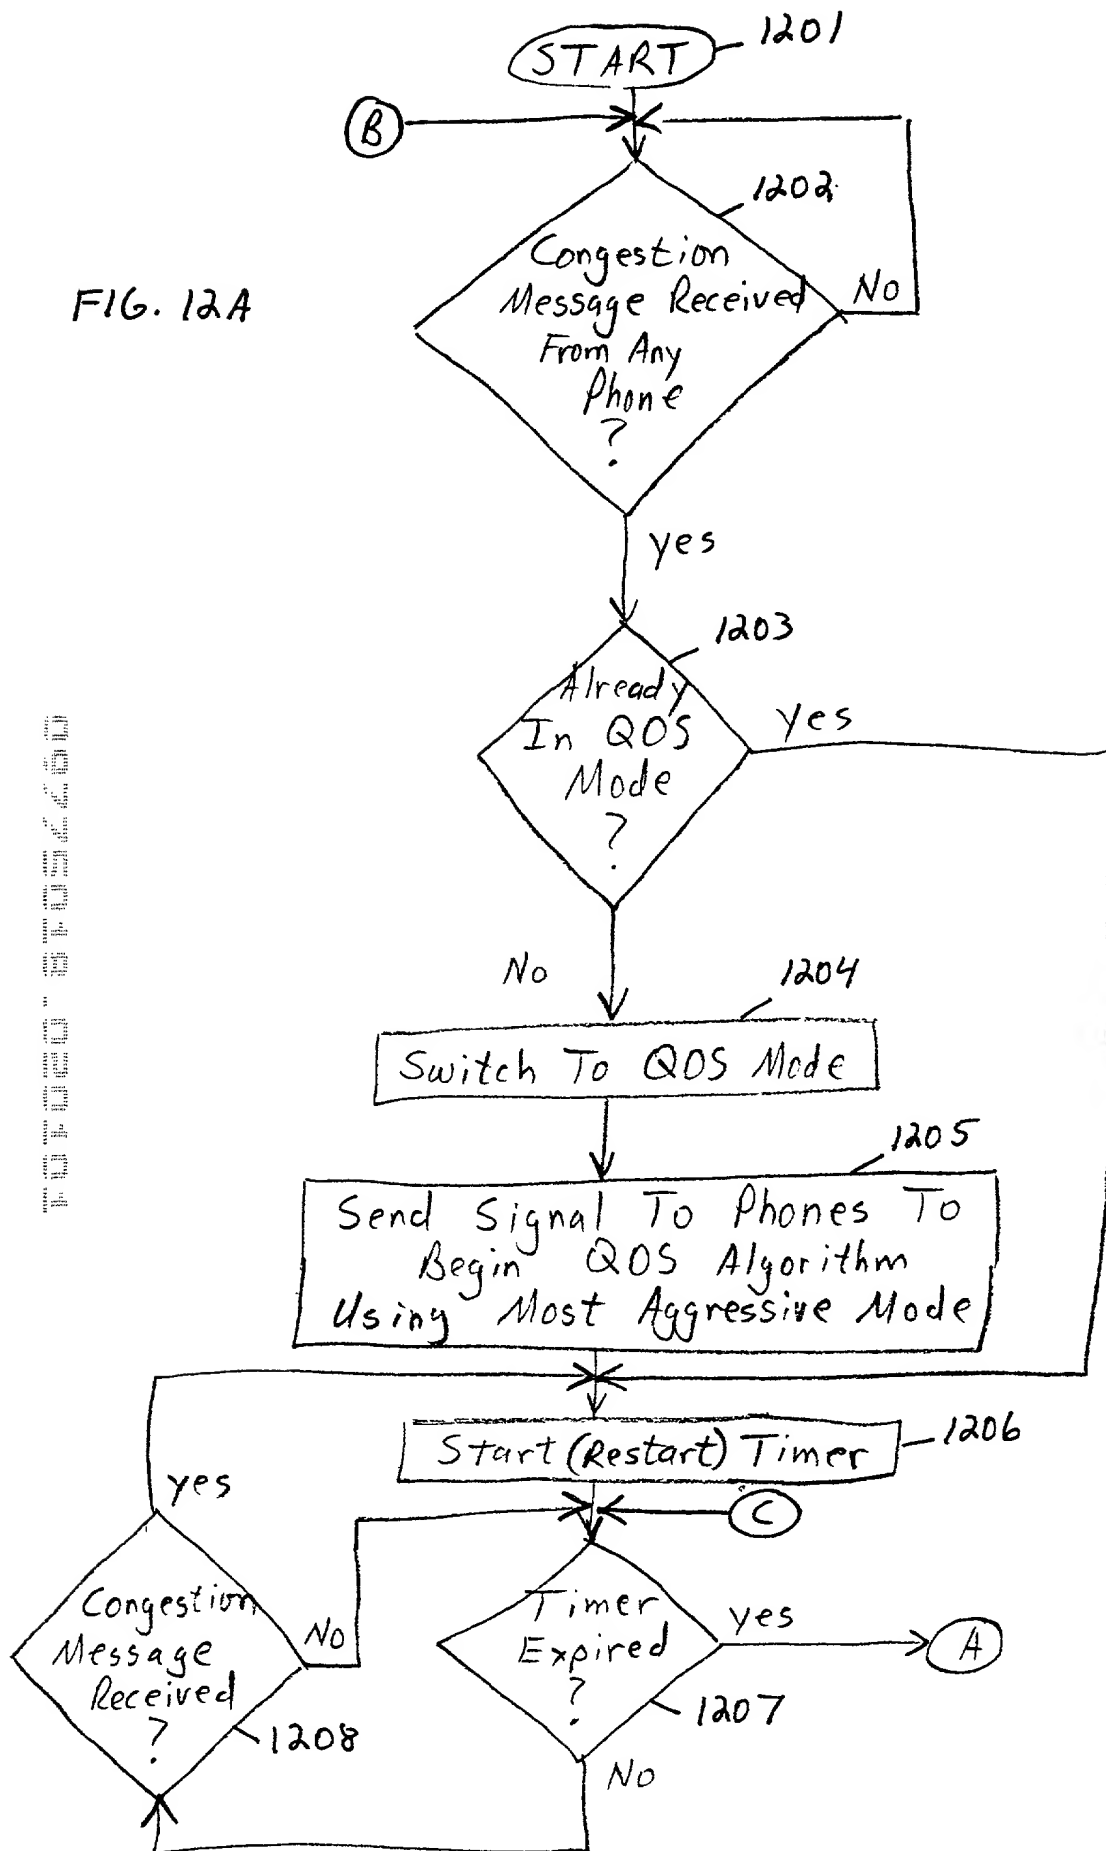 START
1201
B
1202
Congestion
Message Received
From Any
Phone
?
No
FIG. 12A
yes
1203
Already
In QOS
Mode
?
yes
No
1204
Switch To QOS Mode
1205
Send Signal To Phones To
Begin QOS Algorithm
Using Most Aggressive Mode
Start (Restart) Timer
1206
yes
C
Congestion
Message
Received
?
No
1208
Timer
Expired
?
yes
A
1207
No